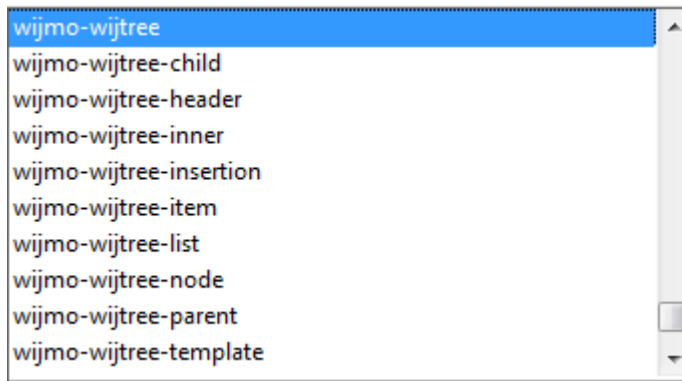 wijmo-wijtree
wijmo-wijtree-child
wijmo-wijtree-header
wijmo-wijtree-inner
wijmo-wijtree-insertion
wijmo-wijtree-item
wijmo-wijtree-list
wijmo-wijtree-node
wijmo-wijtree-parent
wijmo-wijtree-template